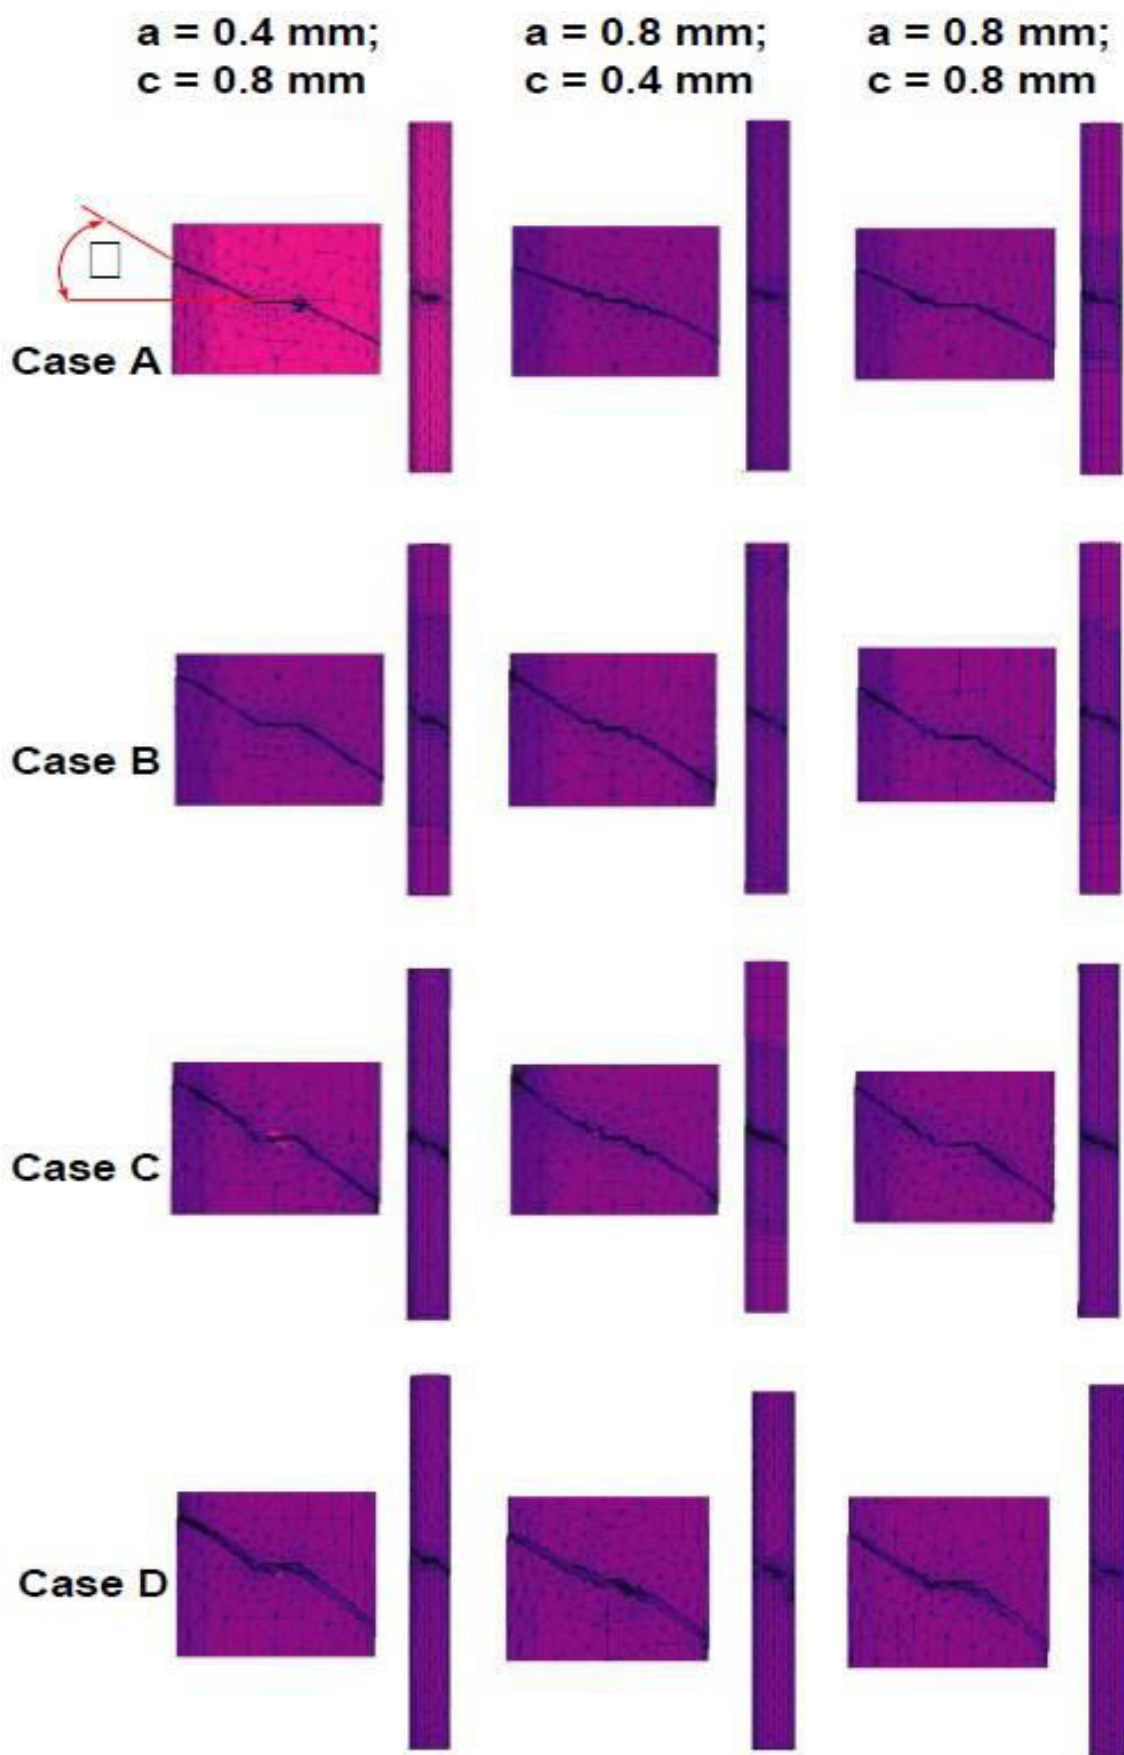 a = 0.4 mm;
c = 0.8 mm
a = 0.8 mm;
c = 0.4 mm
a = 0.8 mm;
c = 0.8 mm
Case A
Case B
Case C
Case D